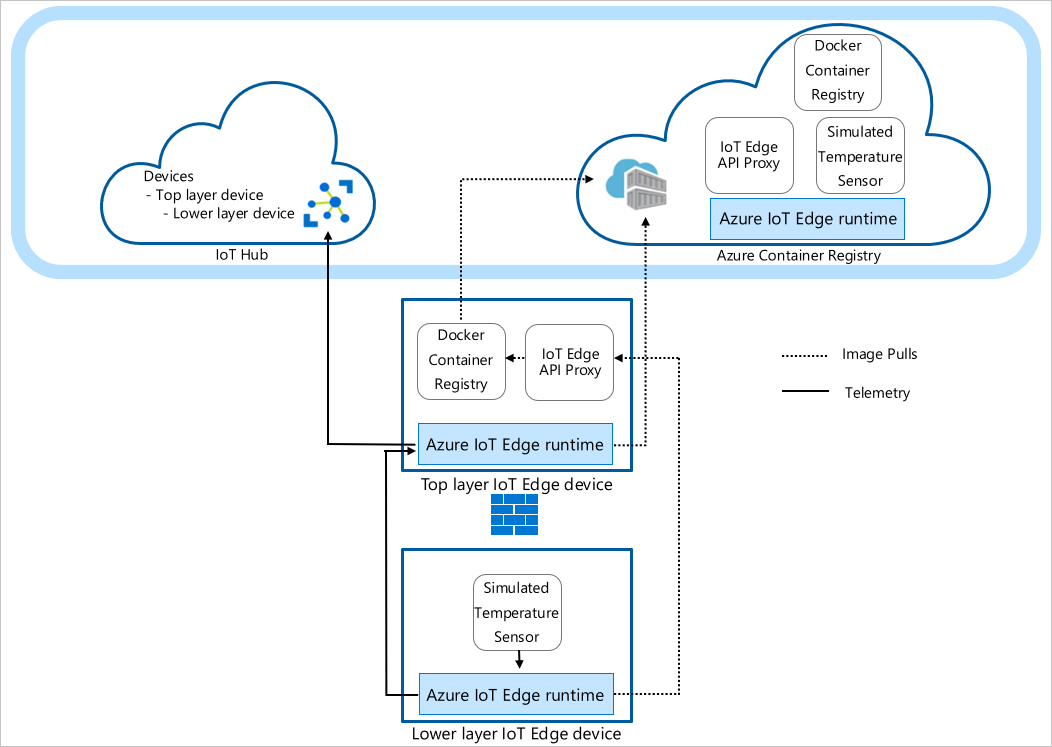 Devices
- Top layer device
- Lower layer device
IoT Hub
Docker
Container
Registry
IoT Edge
API Proxy
Simulated
Temperature
Sensor
Azure IoT Edge runtime
Azure Container Registry
Docker
Container
Registry
IoT Edge
API Proxy
Azure IoT Edge runtime
Top layer IoT Edge device
Image Pulls
Telemetry
Simulated
Temperature
Sensor
Azure IoT Edge runtime
Lower layer IoT Edge device